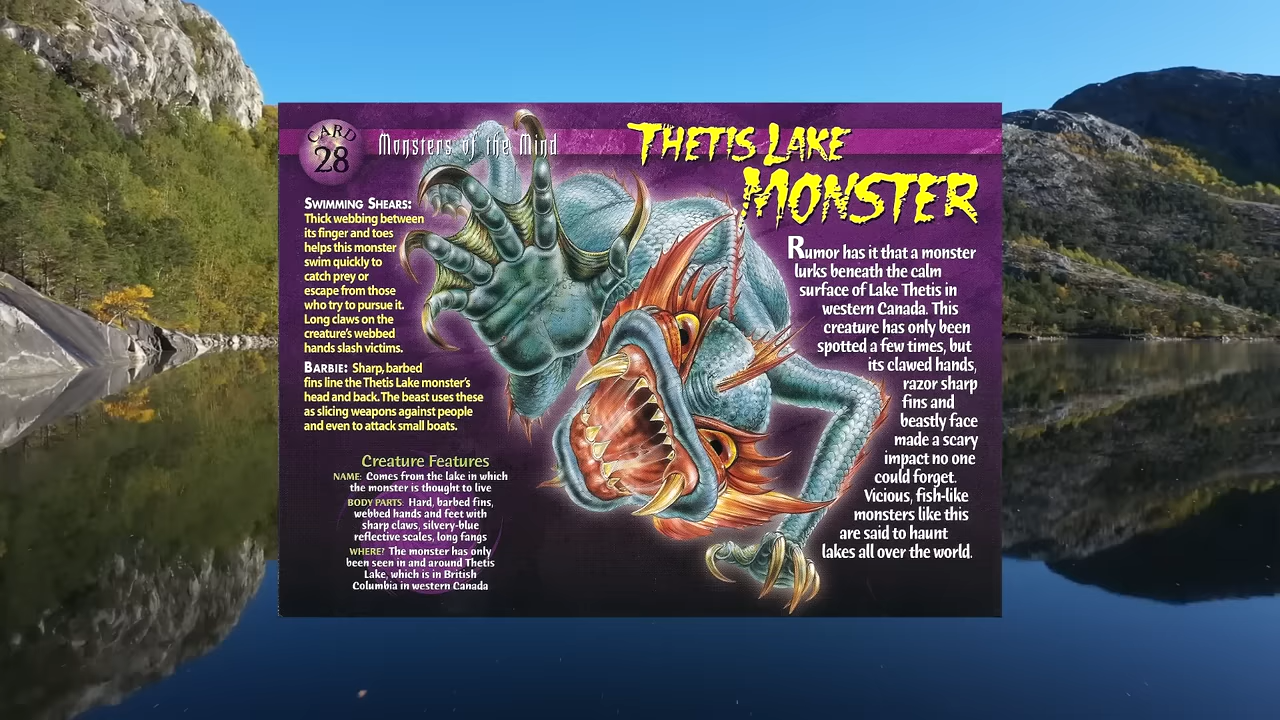 CARD
28
Monsters of the Mind
THETIS LAKE
MONSTER
SWIMMING SHEARS:
Thick webbing between
its finger and toes
helps this monster
swim quickly to
catch prey or
escape from those
who try to pursue it.
Long claws on the
creature's webbed
hands slash victims.
BARBIE: Sharp, barbed
fins line the Thetis Lake monster's
head and back. The beast uses these
as slicing weapons against people
and even to attack small boats.
Creature Features
NAME: Comes from the lake in which
the monster is thought to live
BODY PARTS: Hard, barbed fins,
webbed hands and feet with
sharp claws, silvery-blue
reflective scales, long fangs
WHERE? The monster has only
been seen in and around Thetis
Lake, which is in British
Columbia in western Canada
Rumor has it that a monster
lurks beneath the calm
surface of Lake Thetis in
western Canada. This
creature has only been
spotted a few times, but
its clawed hands,
razor sharp
fins and
beastly face
made a scary
impact no one
could forget.
Vicious, fish-like
monsters like this
are said to haunt
lakes all over the world.